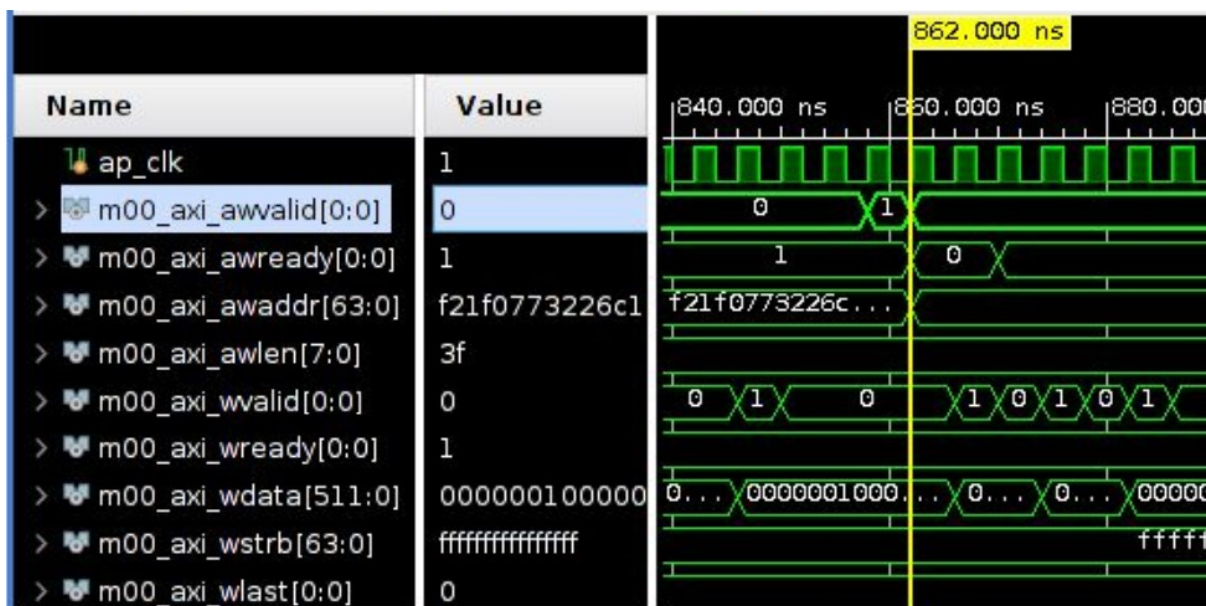 862.000 ns
Name Value 840.000 ns 860.000 ns 880.00
ap_clk 1
m00_axi_awvalid[0:0] 0 0 1
m00_axi_awready[0:0] 1 1 0
m00_axi_awaddr[63:0] f21f0773226c1 f21f0773226c...
m00_axi_awlen[7:0] 3f
m00_axi_wvalid[0:0] 0 0 1 0 1 0 1 0 1
m00_axi_wready[0:0] 1
m00_axi_wdata[511:0] 000000100000 0... 0000001000... 0... 0... 00000
m00_axi_wstrb[63:0] ffffffffffffffff fffff
m00_axi_wlast[0:0] 0